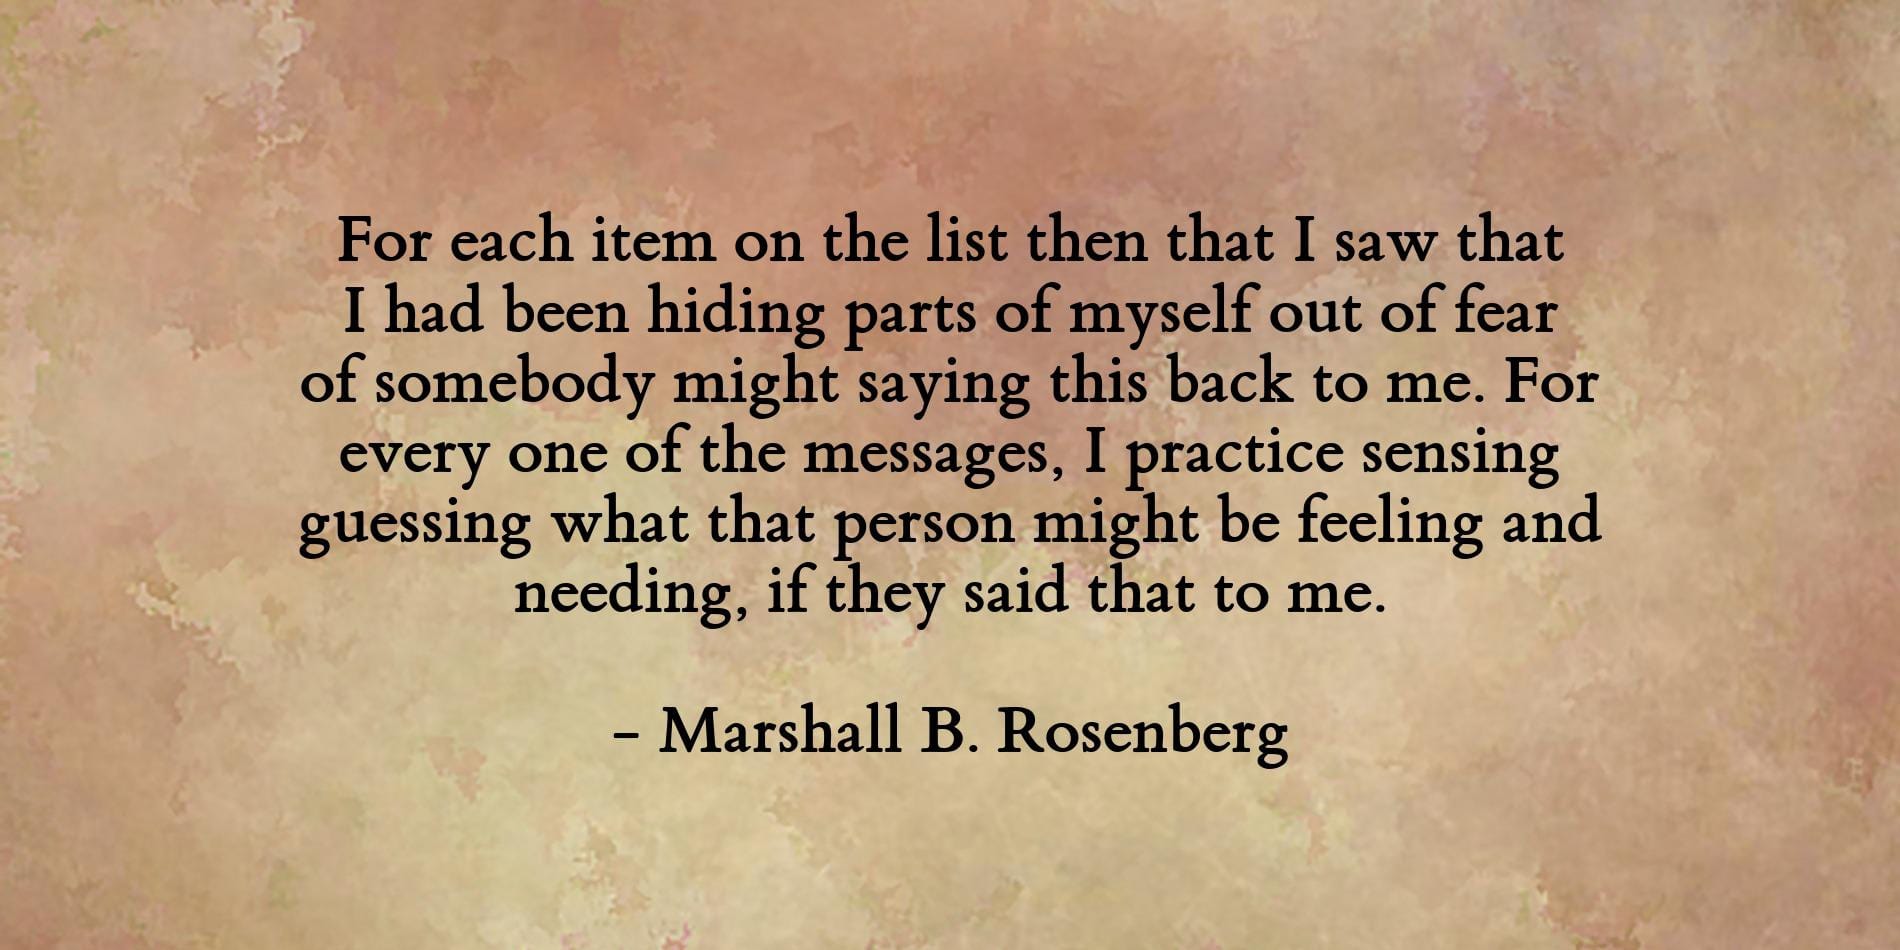 For each item on the list then that I saw that
I had been hiding parts of myself out of fear
of somebody might saying this back to me. For
every one of the messages, I practice sensing
guessing what that person might be feeling and
needing, if they said that to me.
– Marshall B. Rosenberg